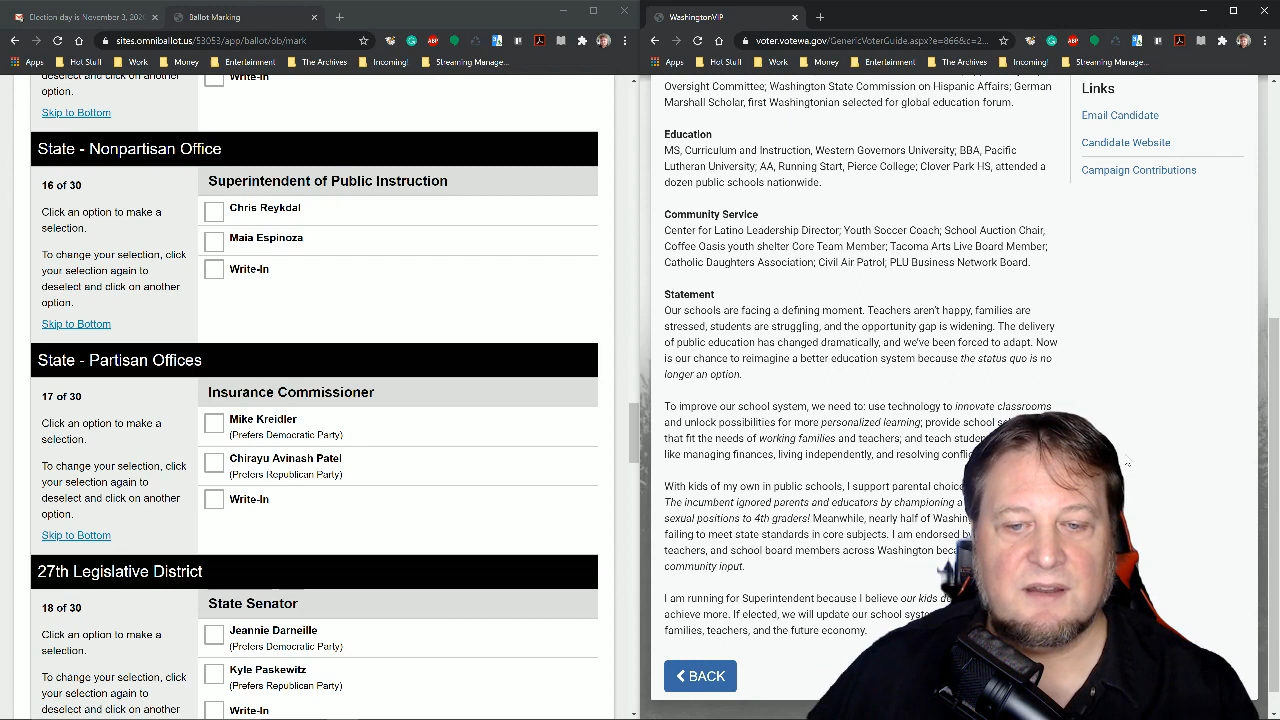 Election day is November 3, 202
Ballot Marking
sites.omniballot.us/53053/app/ballot/ob/mark
Apps
Hot Stuff
Work
Money
Entertainment
The Archives
Incoming!
Streaming Manage...
option.
deselect and click on another
option.
Skip to Bottom
Write-In
State - Nonpartisan Office
16 of 30
Click an option to make a
selection.
To change your selection, click
your selection again to
deselect and click on another
option.
Skip to Bottom
Superintendent of Public Instruction
Chris Reykdal
Maia Espinoza
Write-In
State - Partisan Offices
17 of 30
Click an option to make a
selection.
To change your selection, click
your selection again to
deselect and click on another
option.
Skip to Bottom
Insurance Commissioner
Mike Kreidler
(Prefers Democratic Party)
Chirayu Avinash Patel
(Prefers Republican Party)
Write-In
27th Legislative District
18 of 30
Click an option to make a
selection.
To change your selection, click
your selection again to
deselect and click on another
State Senator
Jeannie Darneille
(Prefers Democratic Party)
Kyle Paskewitz
(Prefers Republican Party)
Write-In
WashingtonVIP
voter.votewa.gov/GenericVoterGuide.aspx?e=866&c=2...
Apps
Hot Stuff
Work
Money
Entertainment
The Archives
Incoming!
Streaming Manage...
Oversight Committee; Washington State Commission on Hispanic Affairs; German
Marshall Scholar, first Washingtonian selected for global education forum.
Education
MS, Curriculum and Instruction, Western Governors University; BBA, Pacific
Lutheran University; AA, Running Start, Pierce College; Clover Park HS, attended a
dozen public schools nationwide.
Community Service
Center for Latino Leadership Director; Youth Soccer Coach; School Auction Chair,
Coffee Oasis youth shelter Core Team Member; Tacoma Arts Live Board Member;
Catholic Daughters Association; Civil Air Patrol; PLU Business Network Board.
Statement
Our schools are facing a defining moment. Teachers aren't happy, families are
stressed, students are struggling, and the opportunity gap is widening. The delivery
of public education has changed dramatically, and we've been forced to adapt. Now
is our chance to reimagine a better education system because the status quo is no
longer an option.
To improve our school system, we need to: use technology to innovate classrooms
and unlock possibilities for more personalized learning; provide school
that fit the needs of working families and teachers; and teach
like managing finances, living independently, and resolving
With kids of my own in public schools, I support parental choice
The incumbent ignored parents and educators by championing a
sexual positions to 4th graders! Meanwhile, nearly half of
failing to meet state standards in core subjects. I am endorsed
teachers, and school board members across Washington
community input.
I am running for Superintendent because I believe our kids
achieve more. If elected, we will update our school
families, teachers, and the future economy.
BACK
Links
Email Candidate
Candidate Website
Campaign Contributions